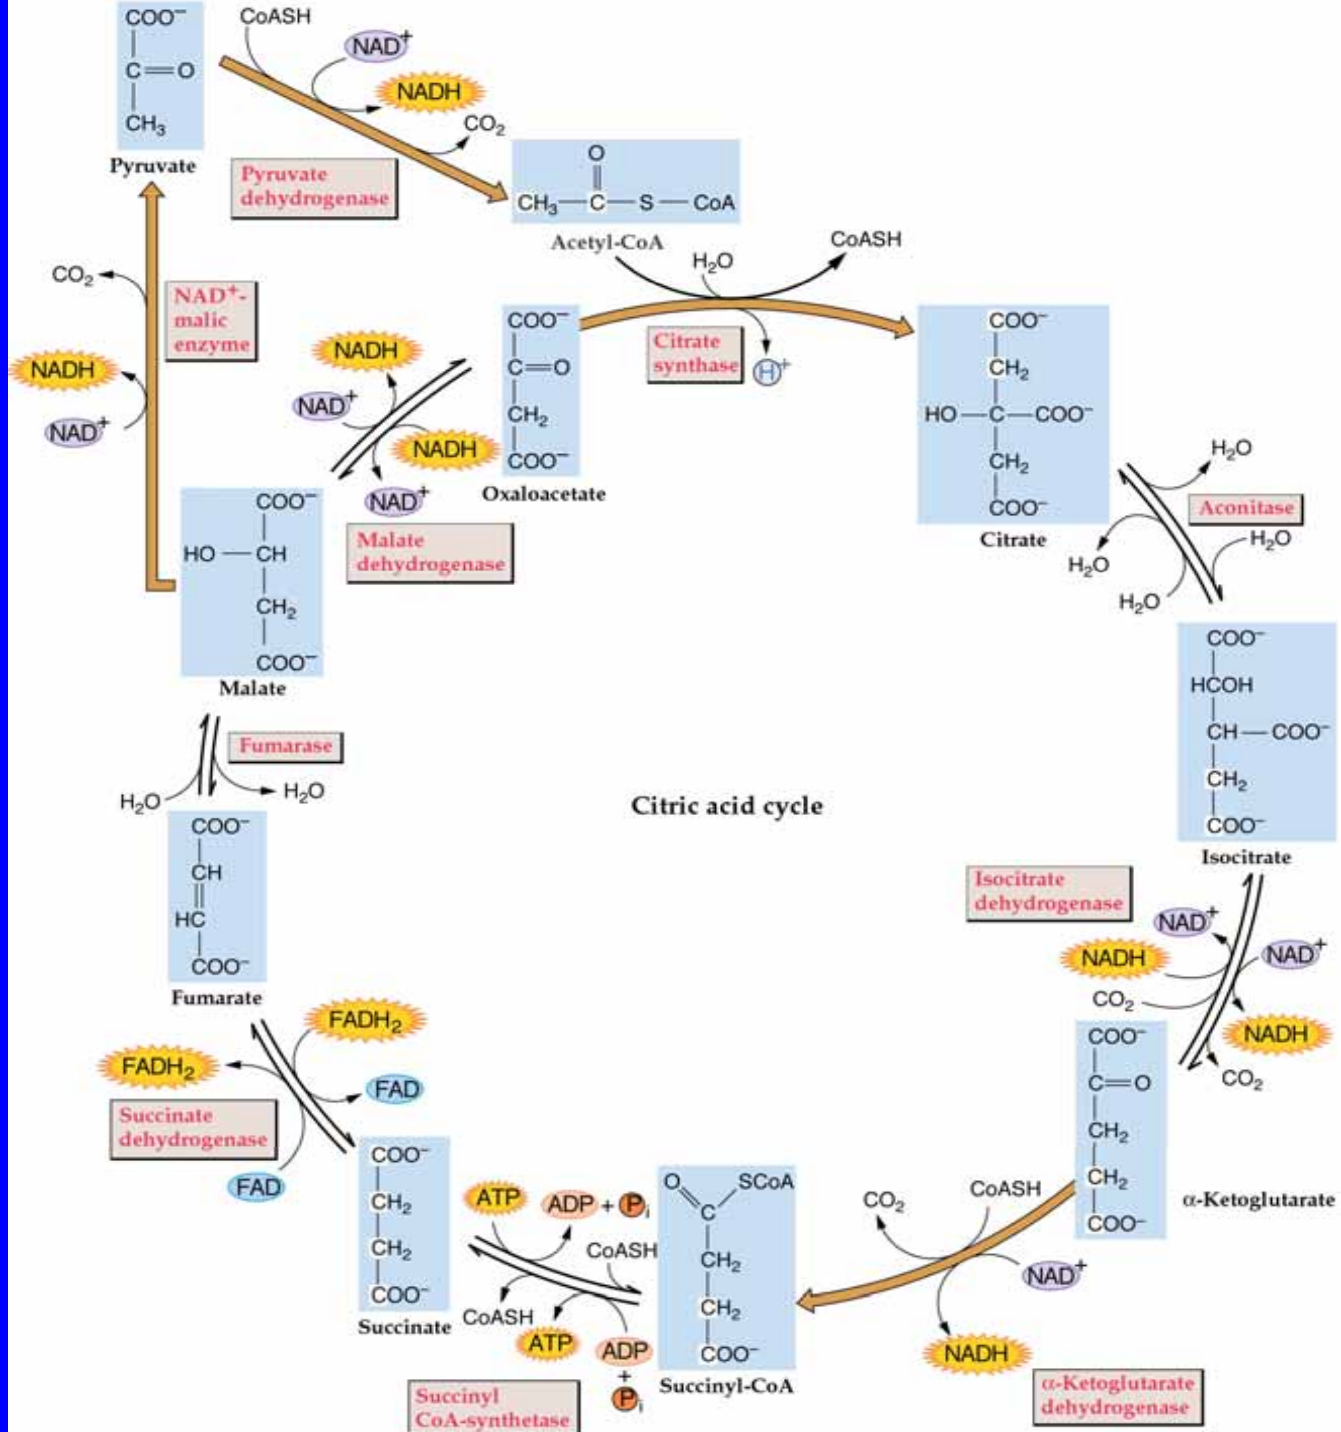 COO⁻
C=O
CH₃
Pyruvate
CoASH
NAD⁺
NADH
CO₂
Pyruvate
dehydrogenase
O
CH₃—C—S—CoA
Acetyl-CoA
H₂O
CoASH
Citrate
synthase
H⁺
CO₂
NAD⁺-
malic
enzyme
NADH
NAD⁺
COO⁻
C=O
CH₂
COO⁻
Oxaloacetate
NADH
NAD⁺
NADH
NAD⁺
Malate
dehydrogenase
COO⁻
CH₂
HO—C—COO⁻
CH₂
COO⁻
Citrate
H₂O
Aconitase
H₂O
H₂O
H₂O
COO⁻
HO—CH
CH₂
COO⁻
Malate
COO⁻
HCOH
CH—COO⁻
CH₂
COO⁻
Isocitrate
Fumarase
H₂O
H₂O
Citric acid cycle
COO⁻
CH
HC
COO⁻
Fumarate
Isocitrate
dehydrogenase
NAD⁺
NADH
NAD⁺
CO₂
NADH
CO₂
FADH₂
FADH₂
FAD
Succinate
dehydrogenase
FAD
COO⁻
C=O
CH₂
CH₂
COO⁻
α-Ketoglutarate
COO⁻
CH₂
CH₂
COO⁻
Succinate
ATP
ADP + Pi
CoASH
CoASH
ATP
ADP
+
Pi
Succinyl
CoA-synthetase
O
SCoA
C
CH₂
CH₂
COO⁻
Succinyl-CoA
CO₂
CoASH
NAD⁺
NADH
α-Ketoglutarate
dehydrogenase